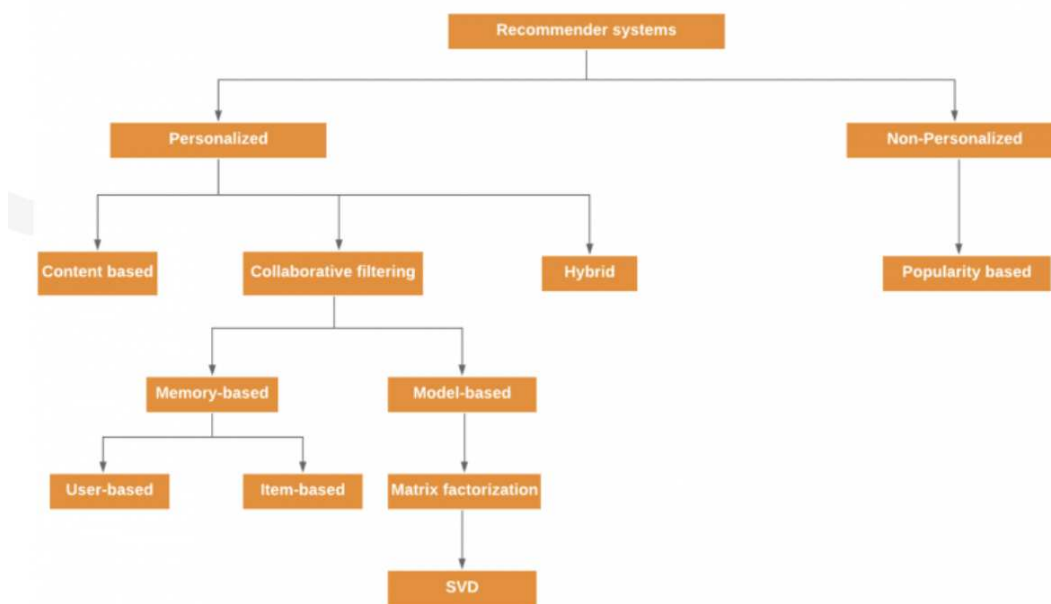 Recommender systems
Personalized
Non-Personalized
Content based
Collaborative filtering
Hybrid
Popularity based
Memory-based
Model-based
User-based
Item-based
Matrix factorization
SVD